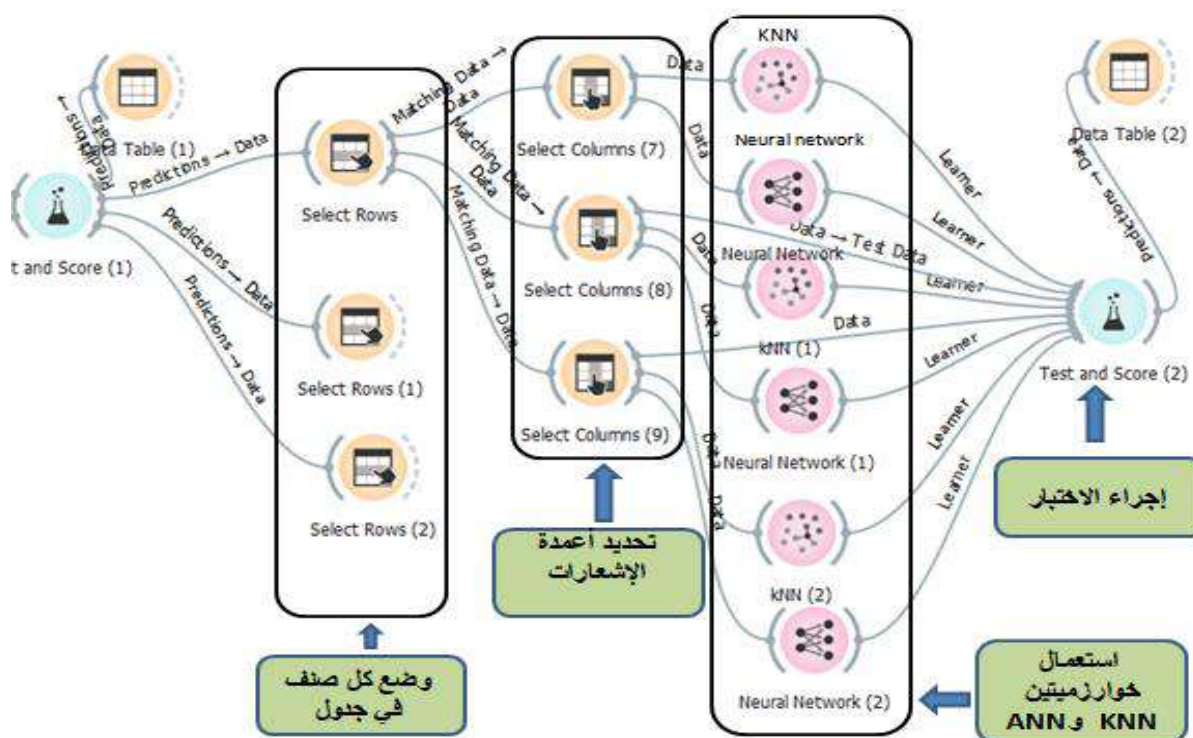 KNN
Matching Data →
Data
Data
Data Table (1)
Predictions →
Data
Predictions → Data
Select Columns (7)
Neural network
Data Table (2)
Select Rows
Matching Data →
Data
Data
Learner
Learner
Predictions → Data
t and Score (1)
Predictions → Data
Matching Data → Data
Select Columns (8)
Data
Data → Test Data
Neural Network
Learner
Predictions → Data
Data
Data
kNN (1)
Learner
Test and Score (2)
Select Rows (1)
Select Columns (9)
Data
Neural Network (1)
Learner
Learner
Select Rows (2)
Data
kNN (2)
Neural Network (2)
إجراء الاختبار
تحديد أعمدة
الإشعارات
وضع كل صنف
في جدول
استعمال
خوارزميتين
KNN وANN